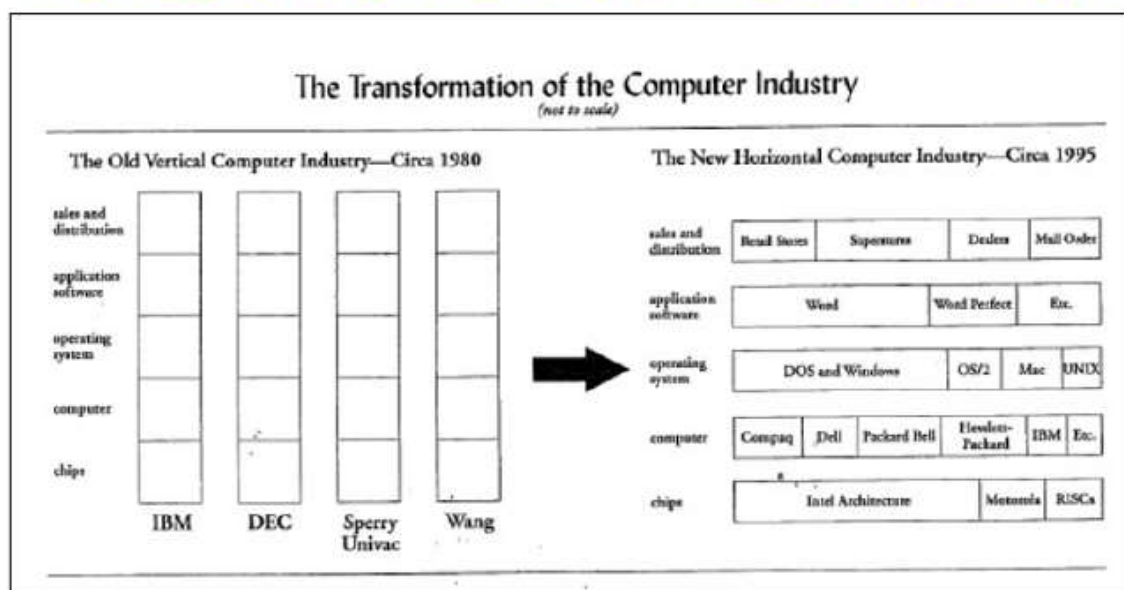 The Transformation of the Computer Industry
(not to scale)
The Old Vertical Computer Industry—Circa 1980
sales and
distribution
application
software
operating
system
computer
chips
IBM
DEC
Sperry
Univac
Wang
The New Horizontal Computer Industry—Circa 1995
sales and
distribution
Retail Stores
Superstores
Dealers
Mail Order
application
software
Word
Word Perfect
Etc.
operating
system
DOS and Windows
OS/2
Mac
UNIX
computer
Compaq
Dell
Packard Bell
Hewlett-
Packard
IBM
Etc.
chips
Intel Architecture
Motorola
RISCs